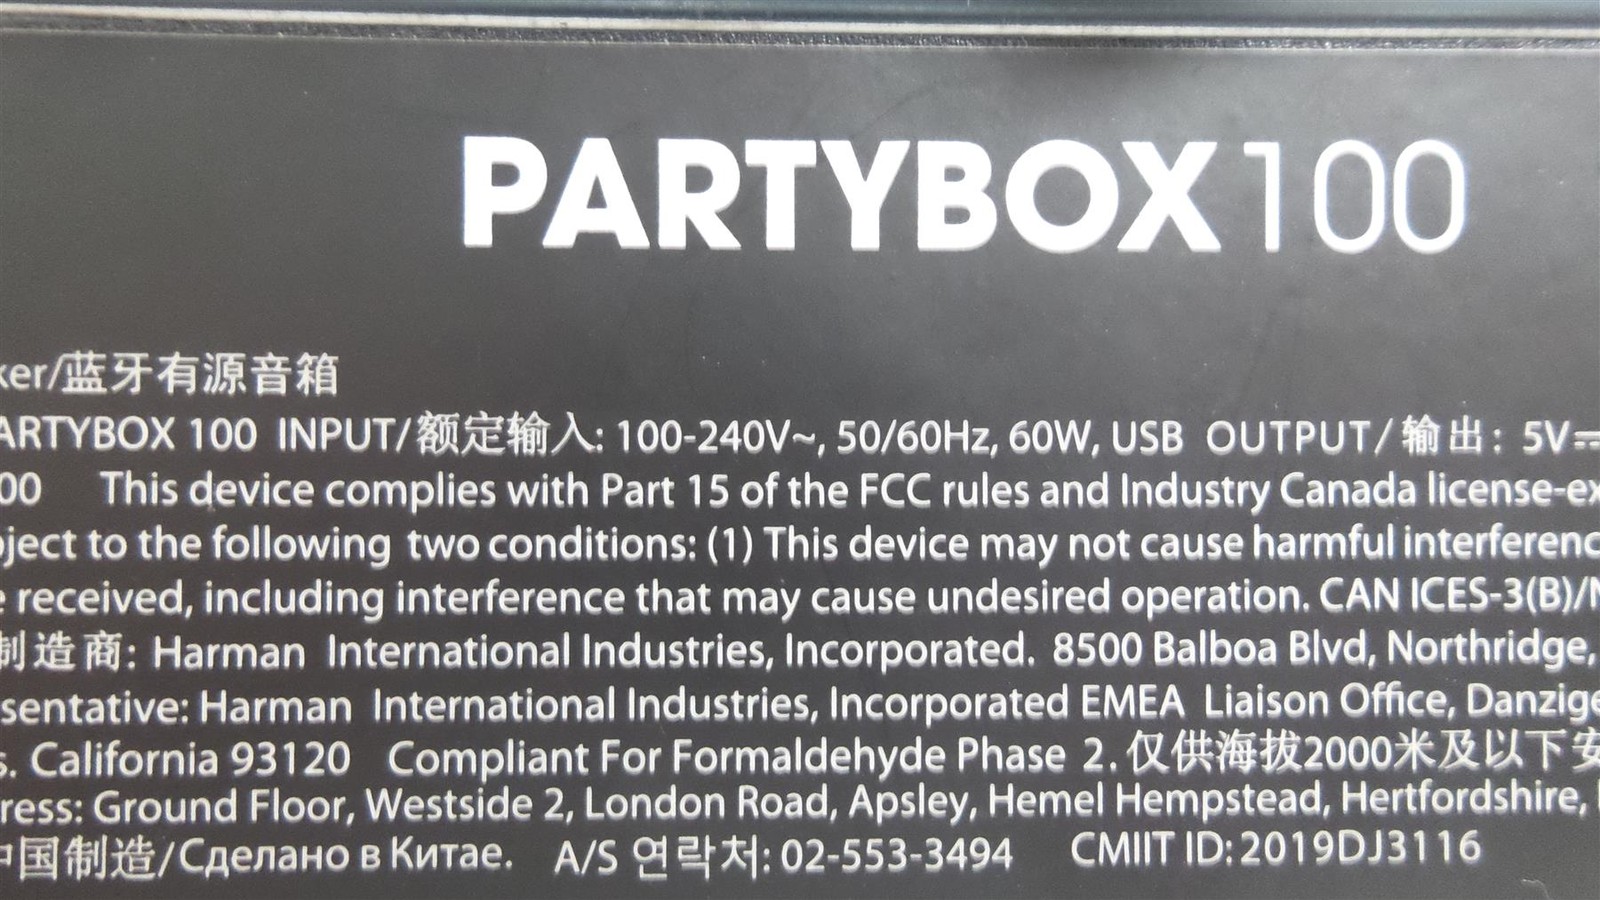 PARTYBOX100
ker/蓝牙有源音箱
ARTYBOX 100 INPUT/额定输入: 100-240V~, 50/60Hz, 60W, USB OUTPUT/输出: 5V⎓
00 This device complies with Part 15 of the FCC rules and Industry Canada license-ex
ject to the following two conditions: (1) This device may not cause harmful interferenc
e received, including interference that may cause undesired operation. CAN ICES-3(B)/N
制造商: Harman International Industries, Incorporated. 8500 Balboa Blvd, Northridge,
sentative: Harman International Industries, Incorporated EMEA Liaison Office, Danzige
s. California 93120 Compliant For Formaldehyde Phase 2. 仅供海拔2000米及以下安
ress: Ground Floor, Westside 2, London Road, Apsley, Hemel Hempstead, Hertfordshire,
中国制造/Сделано в Китае. A/S 연락처: 02-553-3494 CMIIT ID: 2019DJ3116